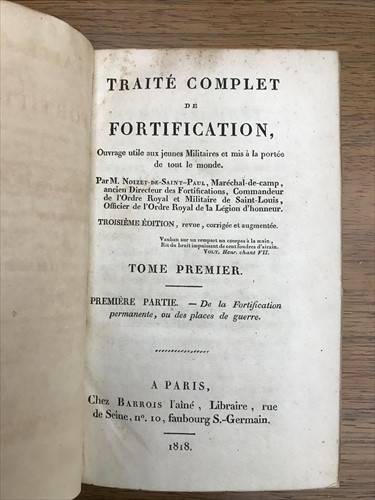 TRAITÉ COMPLET
DE
FORTIFICATION,
Ouvrage utile aux jeunes Militaires et mis à la portée
de tout le monde.
Par M. Noizet-de-Saint-Paul, Maréchal-de-camp,
ancien Directeur des Fortifications, Commandeur
de l'Ordre Royal et Militaire de Saint-Louis,
Officier de l'Ordre Royal de la Légion d'honneur.
TROISIÈME ÉDITION, revue, corrigée et augmentée.
Vauban sur un rempart un compas à la main,
Rit du bruit impuissant de cent foudres d'airain.
Volt. Henr. chant VII.
TOME PREMIER.
PREMIÈRE PARTIE. — De la Fortification
permanente, ou des places de guerre.
A PARIS,
Chez Barrois l'aîné, Libraire, rue
de Seine, nº. 10, faubourg S.-Germain.
1818.